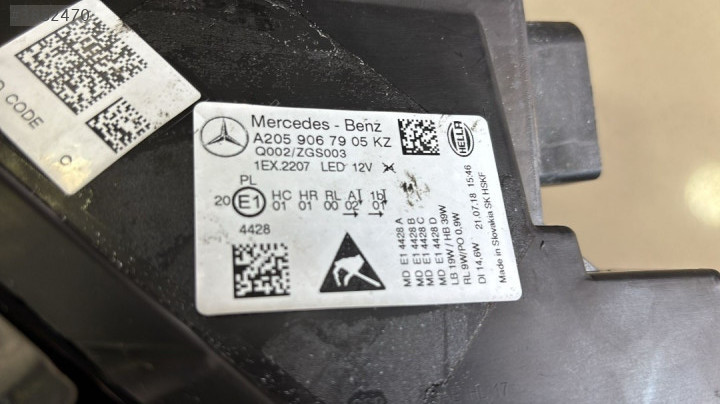 2470
D CODE
C
Mercedes - Benz
A205 906 79 05 KZ
Q002/ZGS003
1EX.2207 LED 12V
HELLA
PL
20 E1 HC HR RL AI 1b
01 01 00 02 01
4428
MD E1 4428 A
MD E1 4428 B
MD E1 4428 C
MD E1 4428 D
LB 19W / HB 39W
RL 9W/PO 0.9W
DI 14,6W 21.07.18 15:46
Made in Slovakia SK HSKF